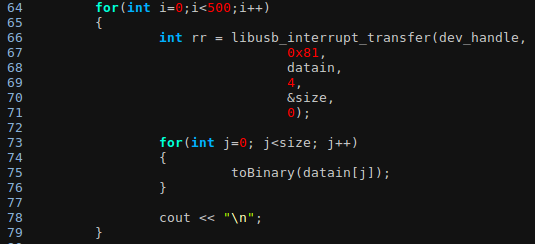 64 for(int i=0;i<500;i++)
65 {
66 int rr = libusb_interrupt_transfer(dev_handle,
67 0x81,
68 datain,
69 4,
70 &size,
71 0);
72
73 for(int j=0; j<size; j++)
74 {
75 toBinary(datain[j]);
76 }
77
78 cout << "\n";
79 }